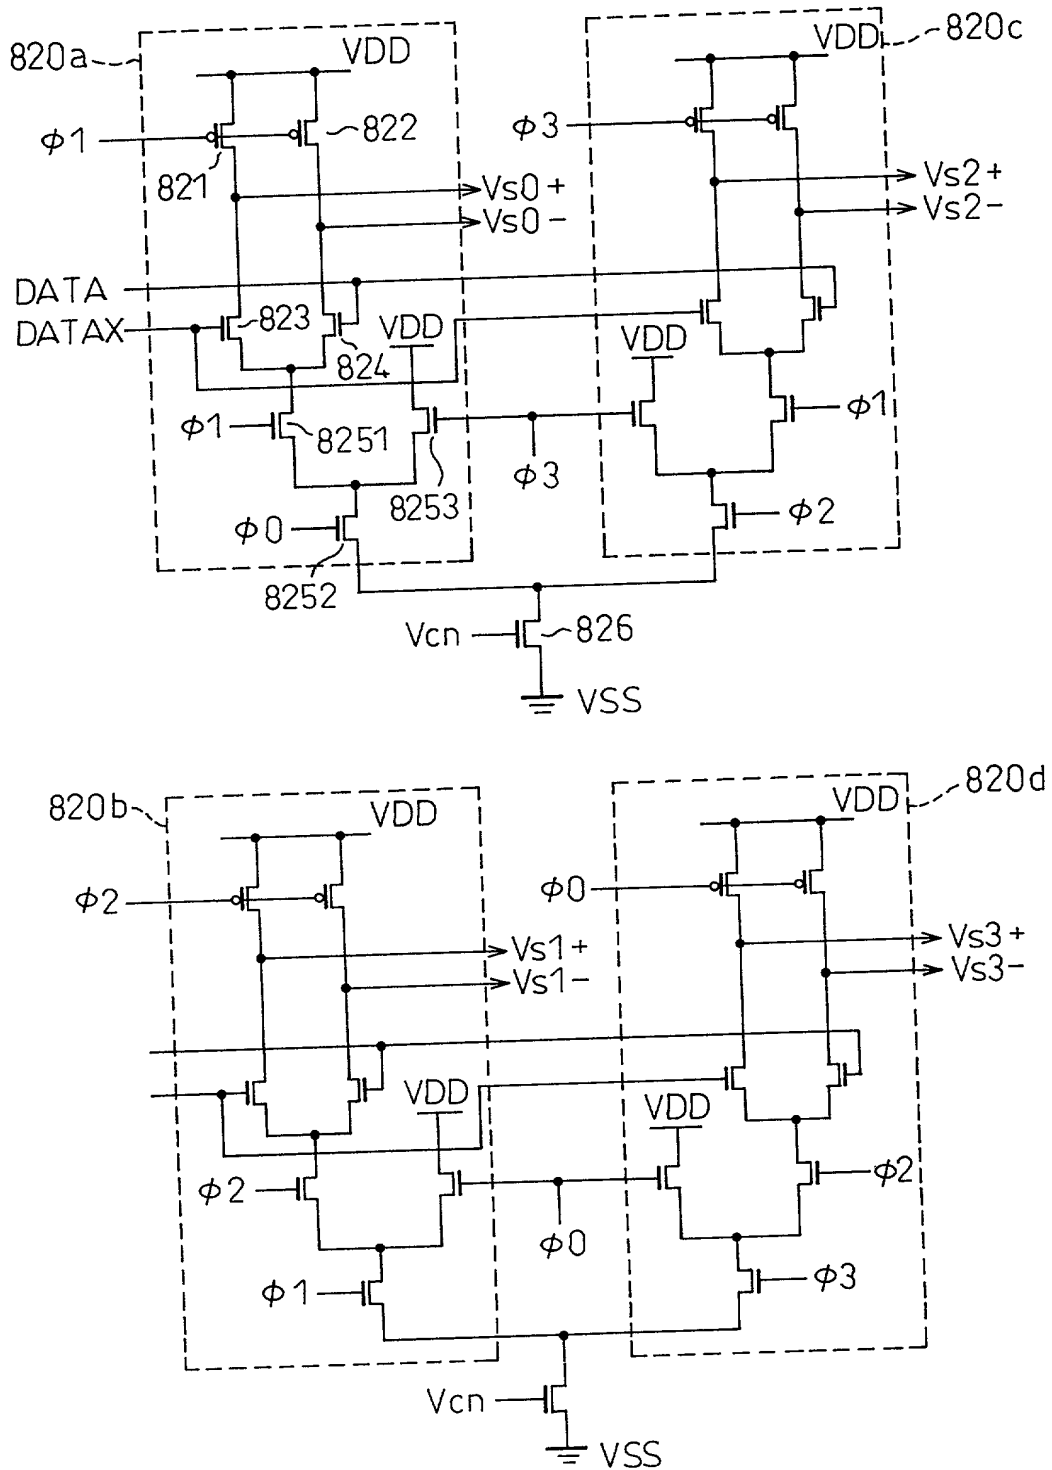 820a
VDD
VDD
820c
φ1
822
φ3
821
Vs0+
Vs0-
Vs2+
Vs2-
DATA
DATAX
823
824
VDD
VDD
φ1
8251
φ3
φ1
8253
φ0
φ2
8252
Vcn
826
VSS
820b
VDD
VDD
820d
φ2
φ0
Vs1+
Vs1-
Vs3+
Vs3-
VDD
VDD
φ2
φ0
φ2
φ1
φ3
Vcn
VSS